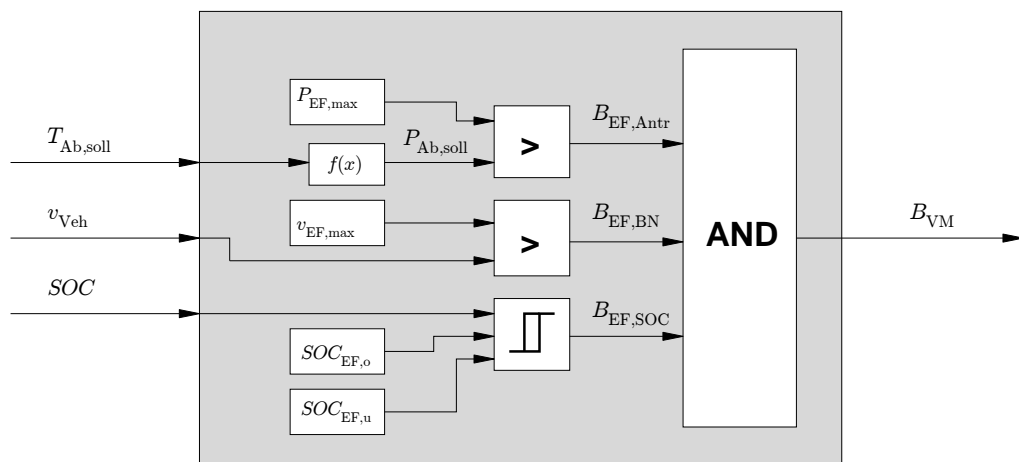 P_EF,max
B_EF,Antr
T_Ab,soll
P_Ab,soll
>
f(x)
v_Veh
v_EF,max
>
B_EF,BN
AND
B_VM
SOC
B_EF,SOC
SOC_EF,o
SOC_EF,u